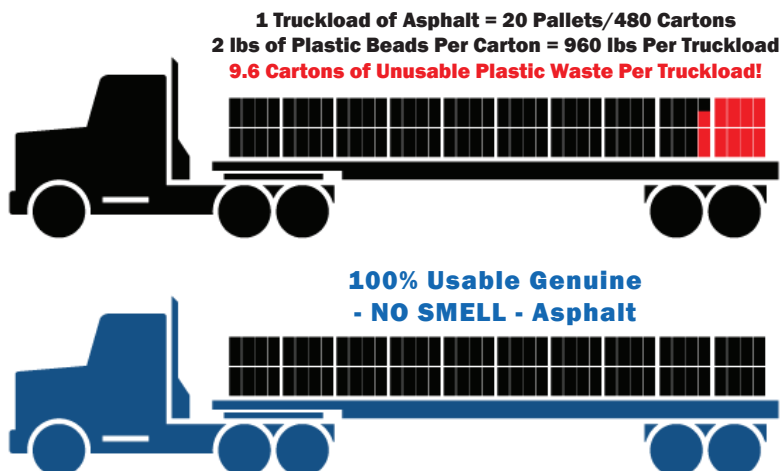 1 Truckload of Asphalt = 20 Pallets/480 Cartons
2 lbs of Plastic Beads Per Carton = 960 lbs Per Truckload
9.6 Cartons of Unusable Plastic Waste Per Truckload!
100% Usable Genuine
- NO SMELL - Asphalt